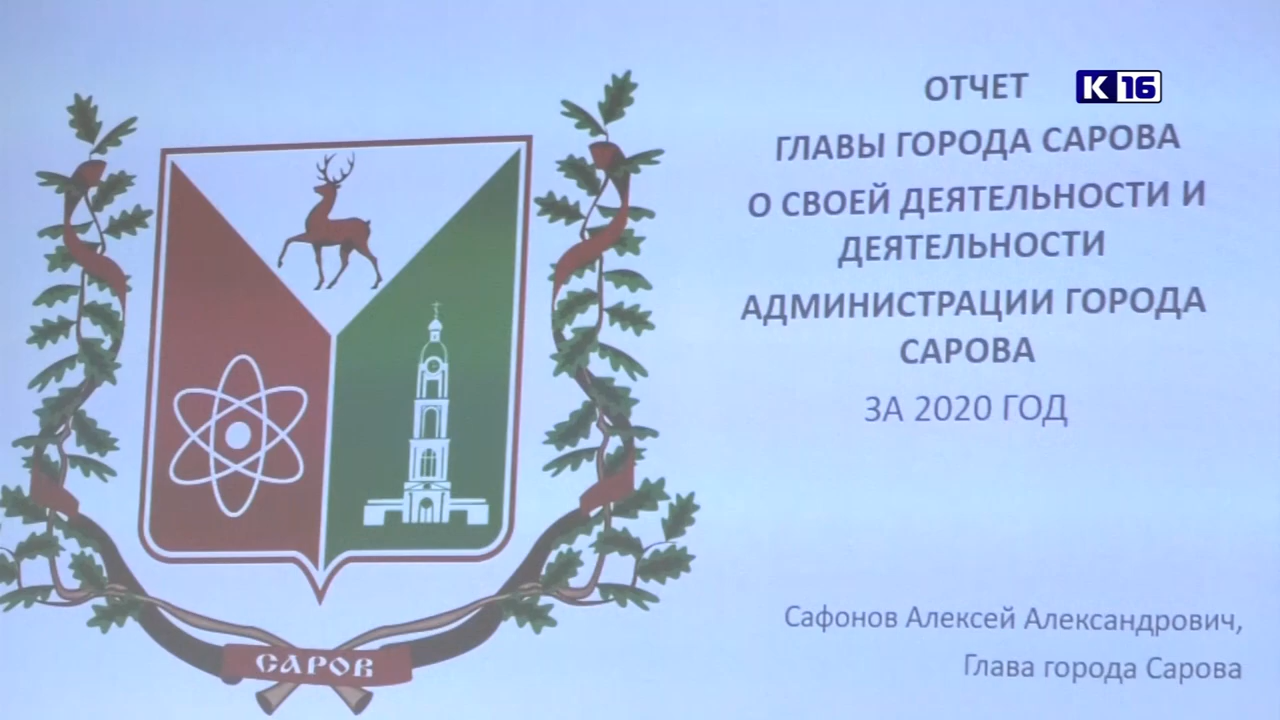 ОТЧЕТ
К 16
ГЛАВЫ ГОРОДА САРОВА
О СВОЕЙ ДЕЯТЕЛЬНОСТИ И
ДЕЯТЕЛЬНОСТИ
АДМИНИСТРАЦИИ ГОРОДА
САРОВА
ЗА 2020 ГОД
Сафонов Алексей Александрович,
Глава города Сарова
САРОВ